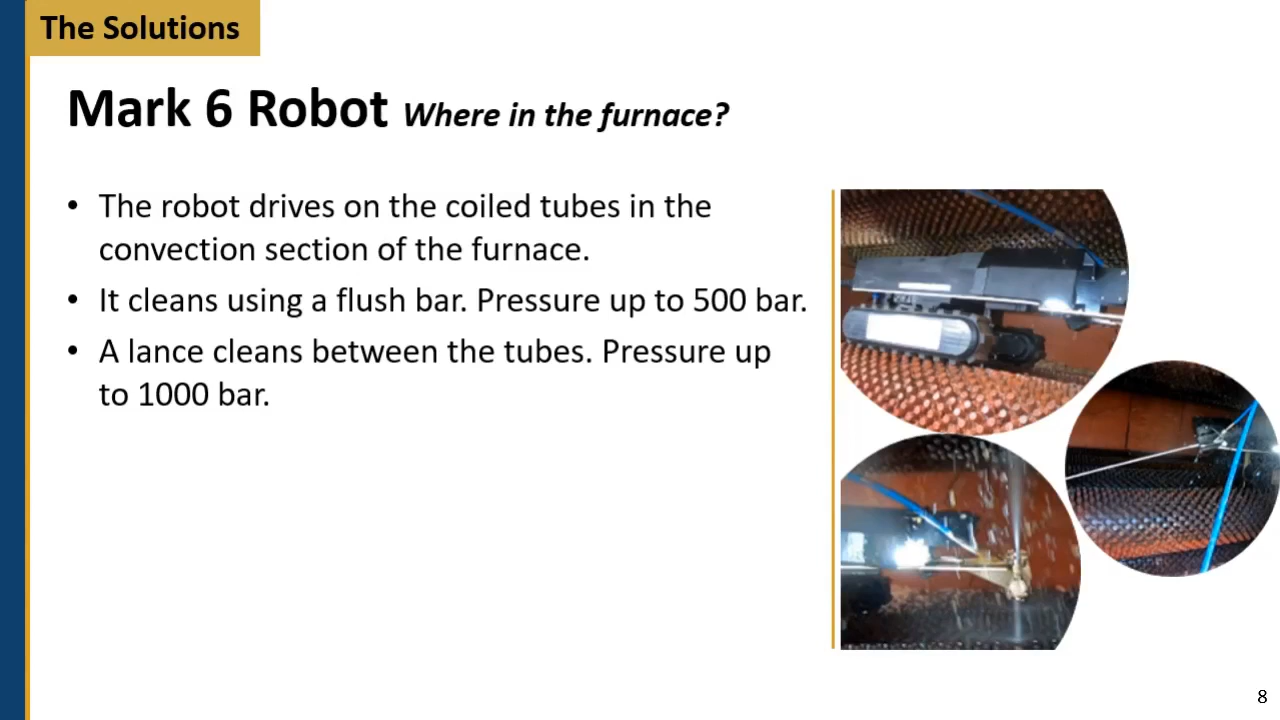 The Solutions
Mark 6 Robot Where in the furnace?
• The robot drives on the coiled tubes in the
convection section of the furnace.
• It cleans using a flush bar. Pressure up to 500 bar.
• A lance cleans between the tubes. Pressure up
to 1000 bar.
8